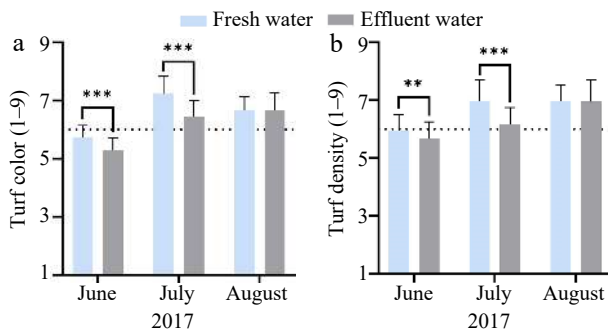 Fresh water Effluent water
a
Turf color (1–9)
9
7
5
3
1
***
***
June July August
2017
b
Turf density (1–9)
9
7
5
3
1
**
***
June July August
2017